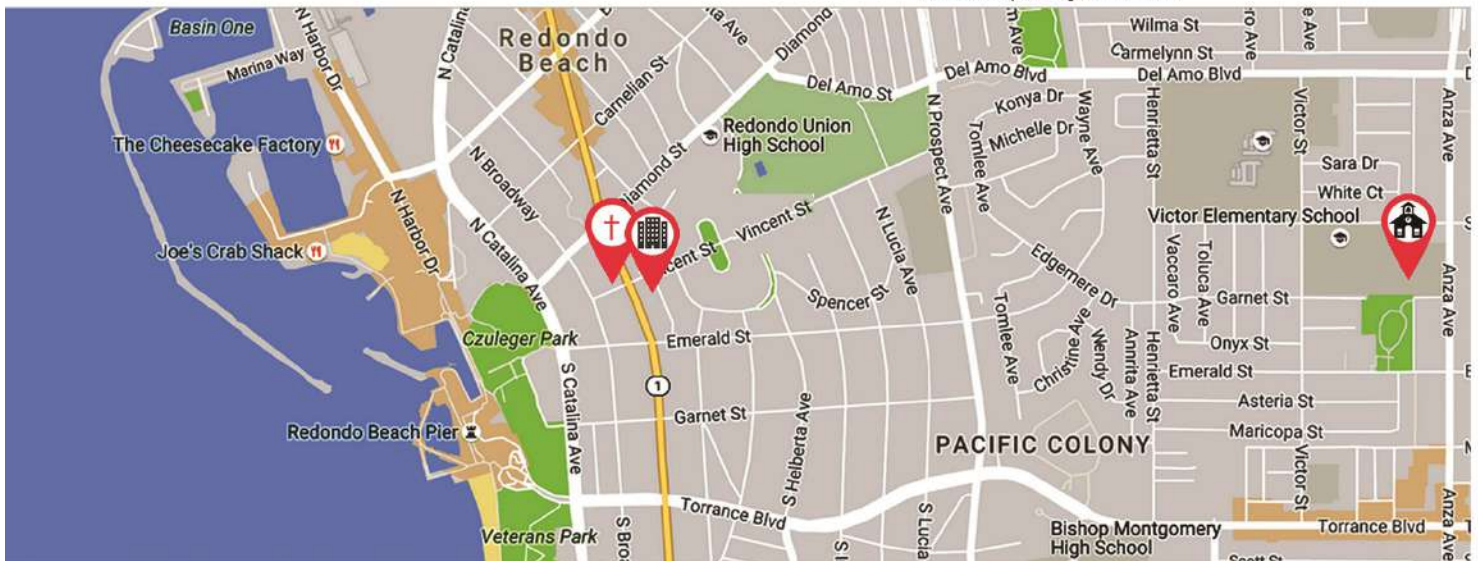 Basin One
Marina Way
N Harbor Dr
N Catalina
Redondo
Beach
Carnelian St
Diamond
Del Amo St
Del Amo Blvd
Del Amo Blvd
Wilma St
Carmelynn St
Konya Dr
Michelle Dr
Wayne Ave
Henrietta St
Victor St
Anza Ave
The Cheesecake Factory
N Broadway
Diamond St
Redondo Union
High School
N Prospect Ave
Tomlee Ave
Sara Dr
White Ct
Victor Elementary School
Joe's Crab Shack
N Harbor Dr
N Catalina Ave
Vincent St
N Lucia Ave
Edgemere Dr
Vaccaro Ave
Toluca Ave
Spencer St
Garnet St
Anza Ave
Czuleger Park
Emerald St
Tomlee Ave
Christine Ave
Wendy Dr
Annrita Ave
Henrietta St
Onyx St
Emerald St
1
S Catalina Ave
Garnet St
S Helberta Ave
Asteria St
Maricopa St
Redondo Beach Pier
PACIFIC COLONY
Victor St
Anza Ave
Veterans Park
Torrance Blvd
S Lucia
Bishop Montgomery
High School
Torrance Blvd